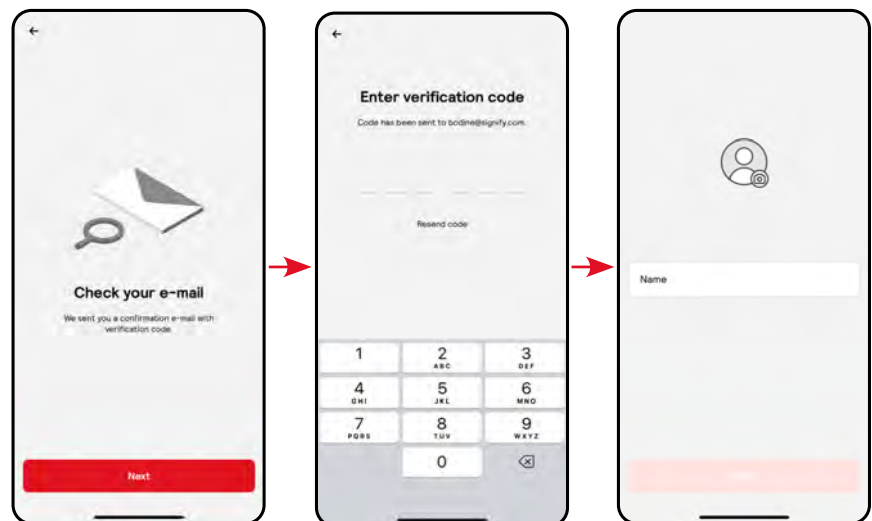 Check your e-mail
We sent you a confirmation e-mail with
verification code.
Next
Enter verification code
Code has been sent to bodine@signify.com.
Resend code
1
2
3
ABC
DEF
4
5
6
GHI
JKL
MNO
7
8
9
PQRS
TUV
WXYZ
0
Name